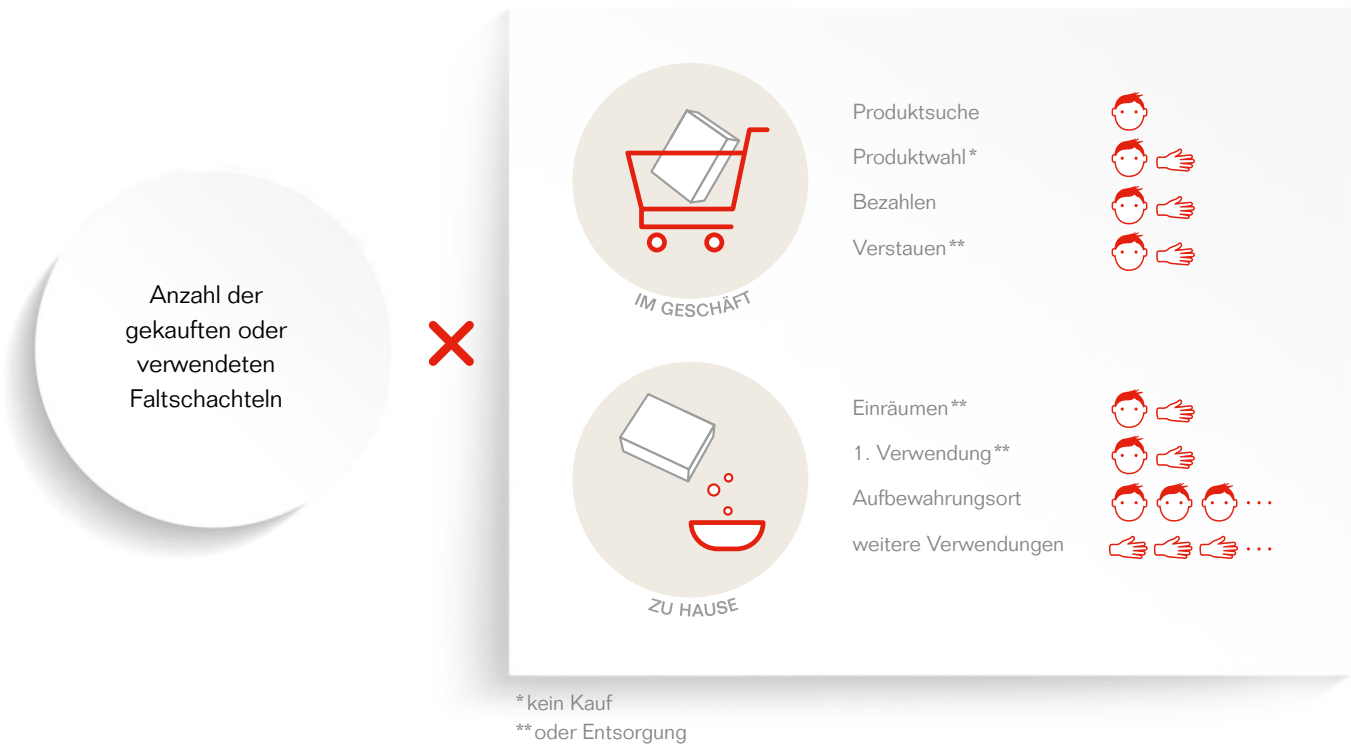 Anzahl der
gekauften oder
verwendeten
Faltschachteln
Produktsuche
Produktwahl*
Bezahlen
Verstauen**
IM GESCHÄFT
Einräumen**
1. Verwendung**
Aufbewahrungsort
weitere Verwendungen
ZU HAUSE
*kein Kauf
**oder Entsorgung